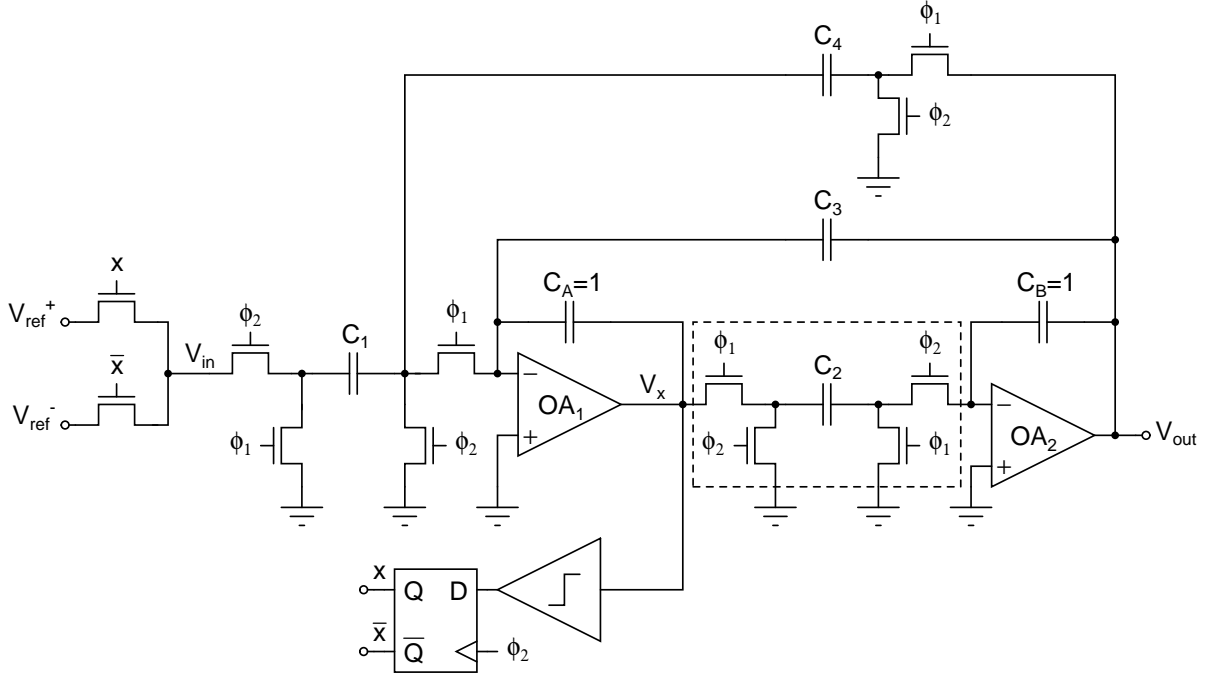 ϕ1
C4
ϕ2
C3
x
Vref+
CA=1
CB=1
ϕ2
C1
ϕ1
ϕ1
C2
ϕ2
Vin
x̅
Vref-
− OA1 +
Vx
− OA2 +
Vout
ϕ1
ϕ2
ϕ2
ϕ1
x Q D
x̅ Q̅ ϕ2